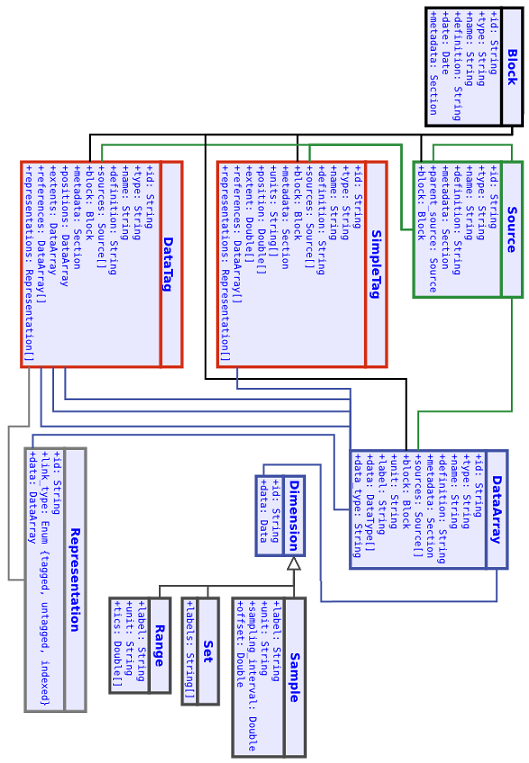 Block
+id: String
+type: String
+name: String
+definition: String
+date: Date
+metadata: Section
Source
+id: String
+type: String
+name: String
+definition: String
+metadata: Section
+parent_source: Source
+block: Block
SimpleTag
+id: String
+type: String
+name: String
+definition: String
+sources: Source[]
+metadata: Section
+block: Block
+units: String[]
+position: Double[]
+extent: Double[]
+references: DataArray[]
+representations: Representation[]
DataTag
+id: String
+type: String
+name: String
+definition: String
+sources: Source[]
+metadata: Section
+block: Block
+positions: DataArray
+extents: DataArray
+references: DataArray[]
+representations: Representation[]
DataArray
+id: String
+type: String
+name: String
+definition: String
+metadata: Section
+sources: Source[]
+block: Block
+unit: String
+label: String
+data: DataType[]
+data_type: String
Dimension
+id: String
+data: Data
Representation
+id: String
+link_type: Enum {tagged, untagged, indexed}
+data: DataArray
Sample
+label: String
+unit: String
+sampling_interval: Double
+offset: Double
Set
+labels: String[]
Range
+label: String
+unit: String
+tics: Double[]